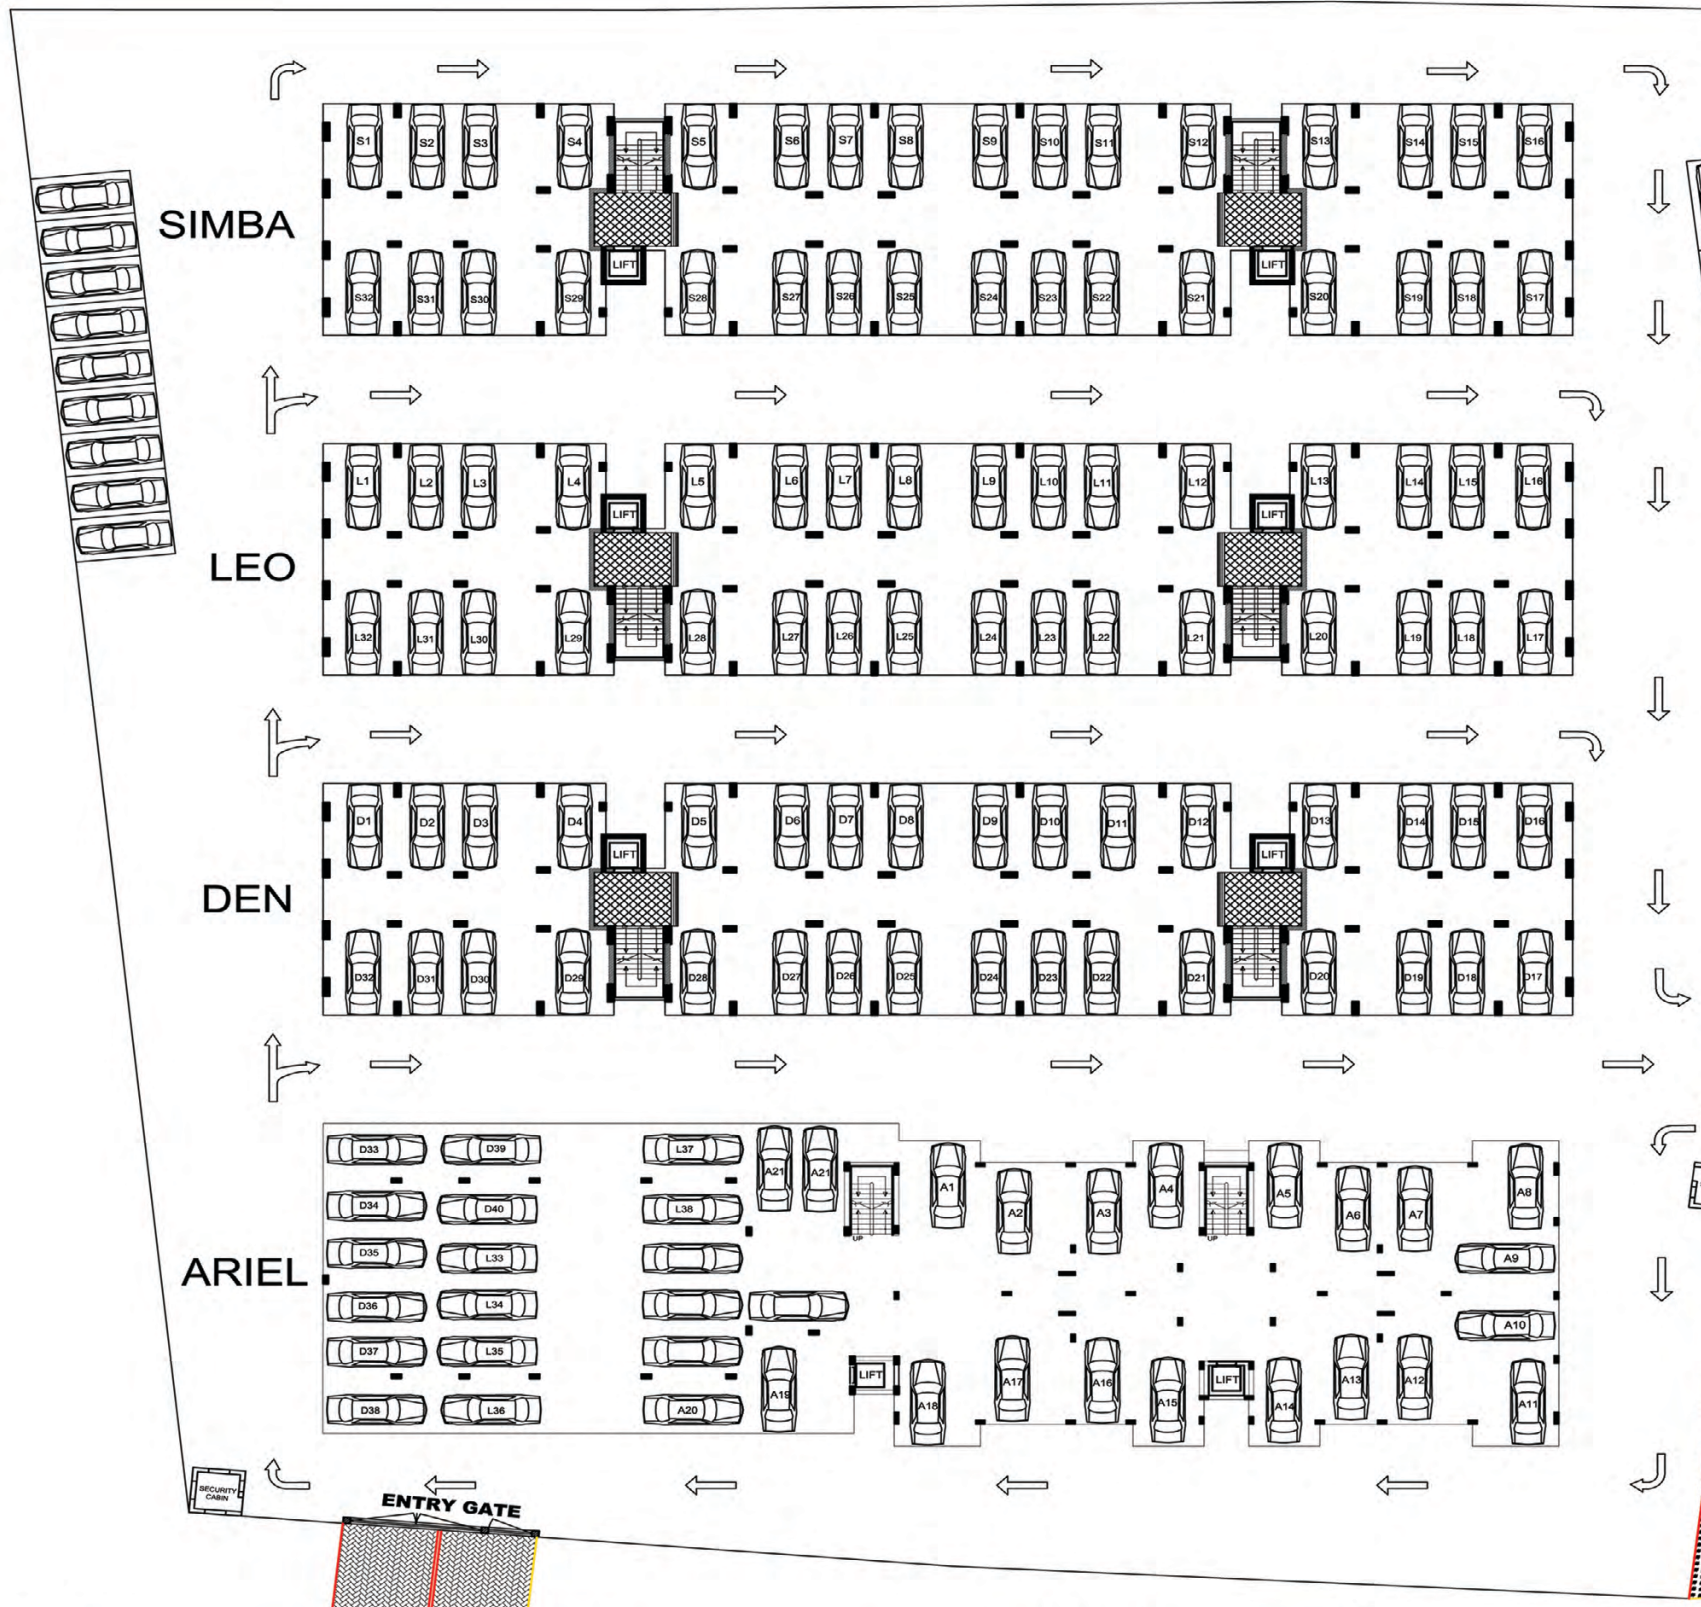 S1 S2 S3 S4 S5 S6 S7 S8 S9 S10 S11 S12 S13 S14 S15 S16
SIMBA
LIFT LIFT
S32 S31 S30 S29 S28 S27 S26 S25 S24 S23 S22 S21 S20 S19 S18 S17
L1 L2 L3 L4 L5 L6 L7 L8 L9 L10 L11 L12 L13 L14 L15 L16
LIFT LIFT
LEO
L32 L31 L30 L29 L28 L27 L26 L25 L24 L23 L22 L21 L20 L19 L18 L17
D1 D2 D3 D4 D5 D6 D7 D8 D9 D10 D11 D12 D13 D14 D15 D16
LIFT LIFT
DEN
D32 D31 D30 D29 D28 D27 D26 D25 D24 D23 D22 D21 D20 D19 D18 D17
D33 D39 L37 A21 A21
A1 A2 A3 A4 A5 A6 A7 A8
D34 D40 L38
UP UP
D35 L33 A9
ARIEL
D36 L34 A10
D37 L35
LIFT LIFT
A19 A18 A17 A16 A15 A14 A13 A12 A11
D38 L36 A20
SECURITY
CABIN
ENTRY GATE